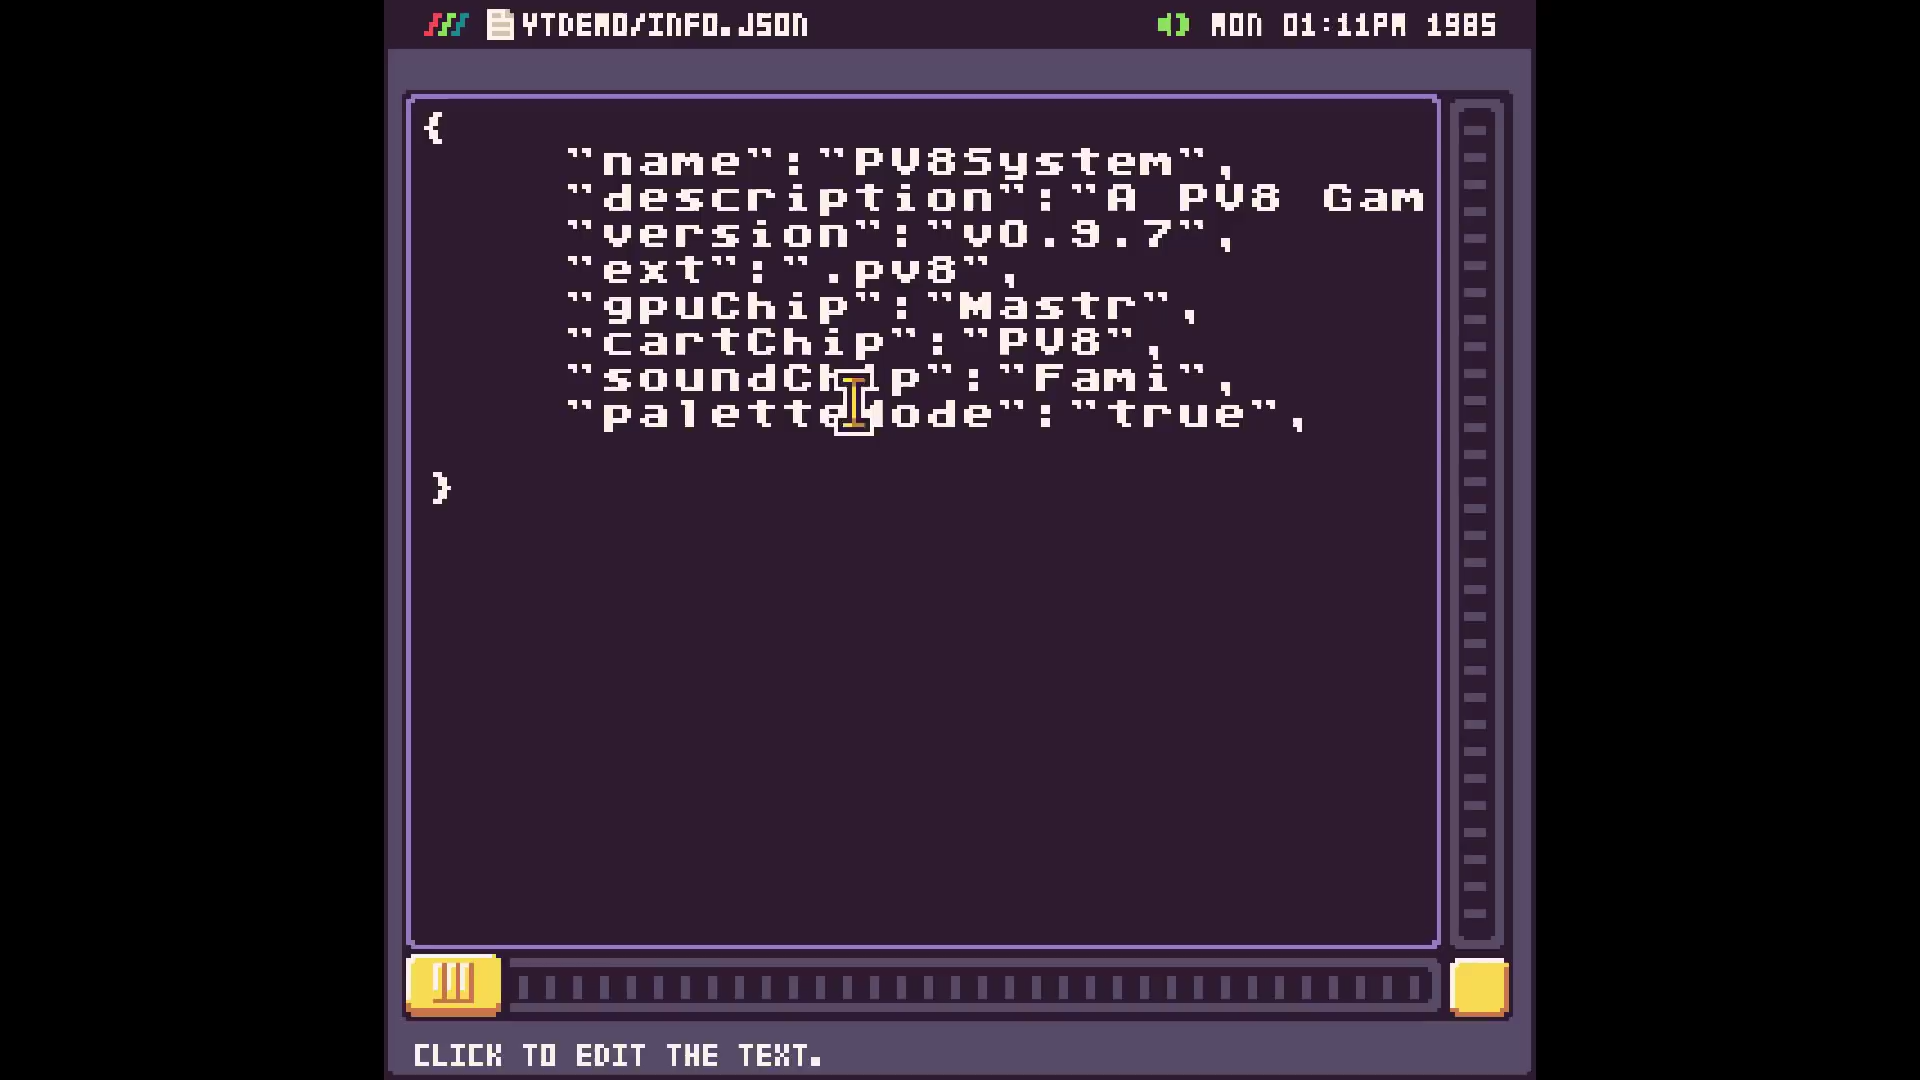 YTDEMO/INFO.JSON
MON 01:11PM 1985
{
"name":"PV8System",
"description":"A PV8 Gam
"version":"v0.9.7",
"ext":".pv8",
"gpuChip":"Mastr",
"cartChip":"PV8",
"soundChip":"Fami",
"paletteMode":"true",
}
CLICK TO EDIT THE TEXT.